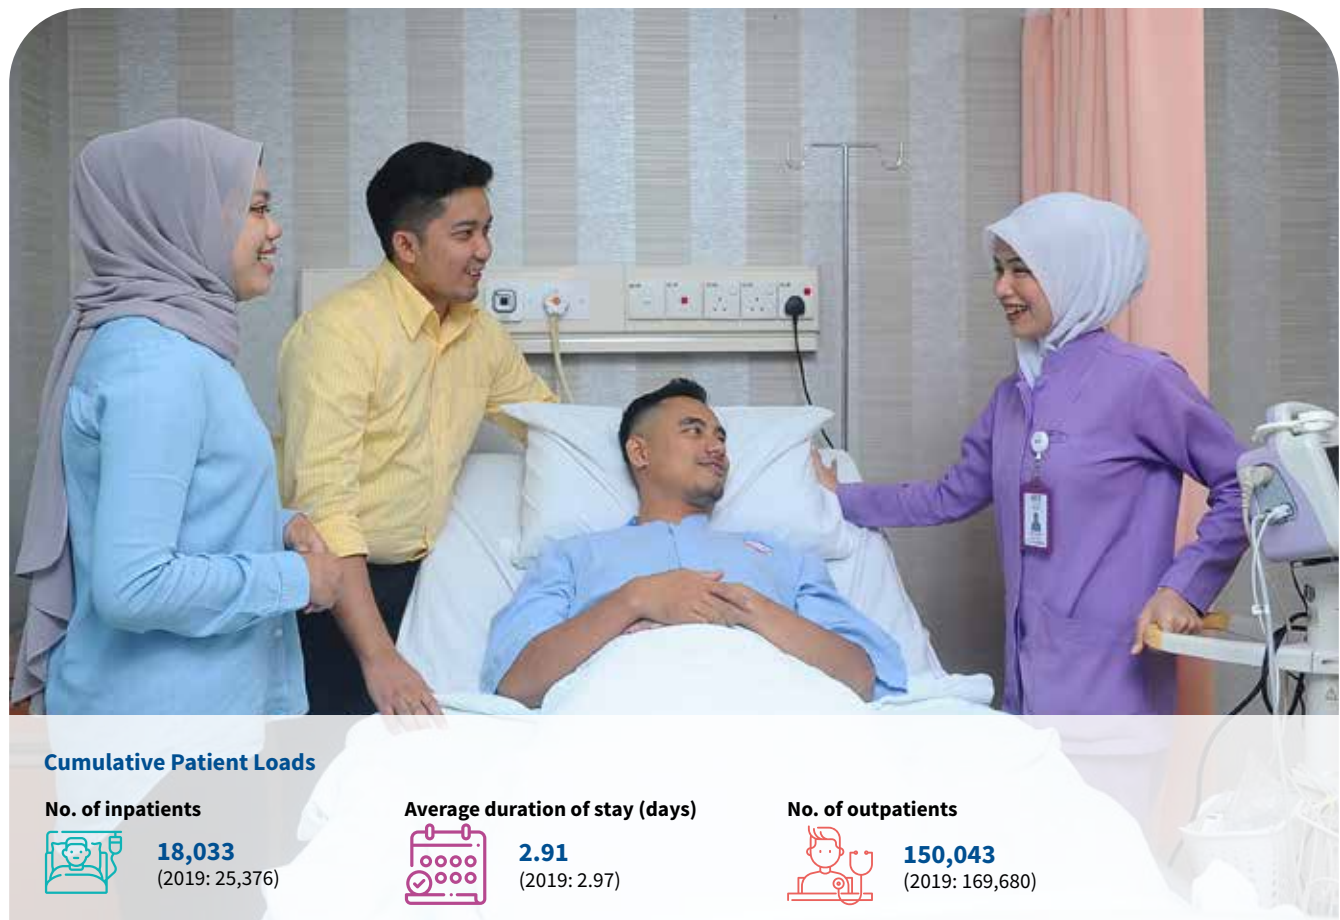 Cumulative Patient Loads
No. of inpatients
18,033
(2019: 25,376)
Average duration of stay (days)
2.91
(2019: 2.97)
No. of outpatients
150,043
(2019: 169,680)